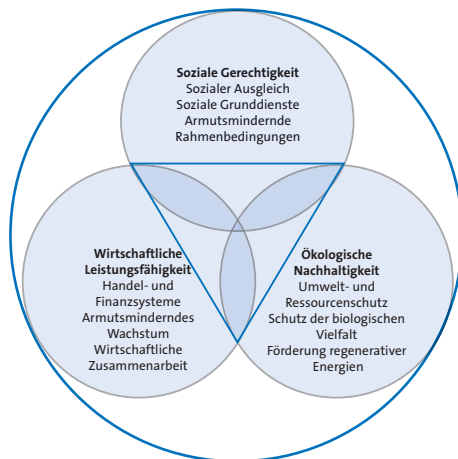 Soziale Gerechtigkeit
Sozialer Ausgleich
Soziale Grunddienste
Armutsmindernde
Rahmenbedingungen
Wirtschaftliche
Leistungsfähigkeit
Handel- und
Finanzsysteme
Armutsminderndes
Wachstum
Wirtschaftliche
Zusammenarbeit
Ökologische
Nachhaltigkeit
Umwelt- und
Ressourcenschutz
Schutz der biologischen
Vielfalt
Förderung regenerativer
Energien